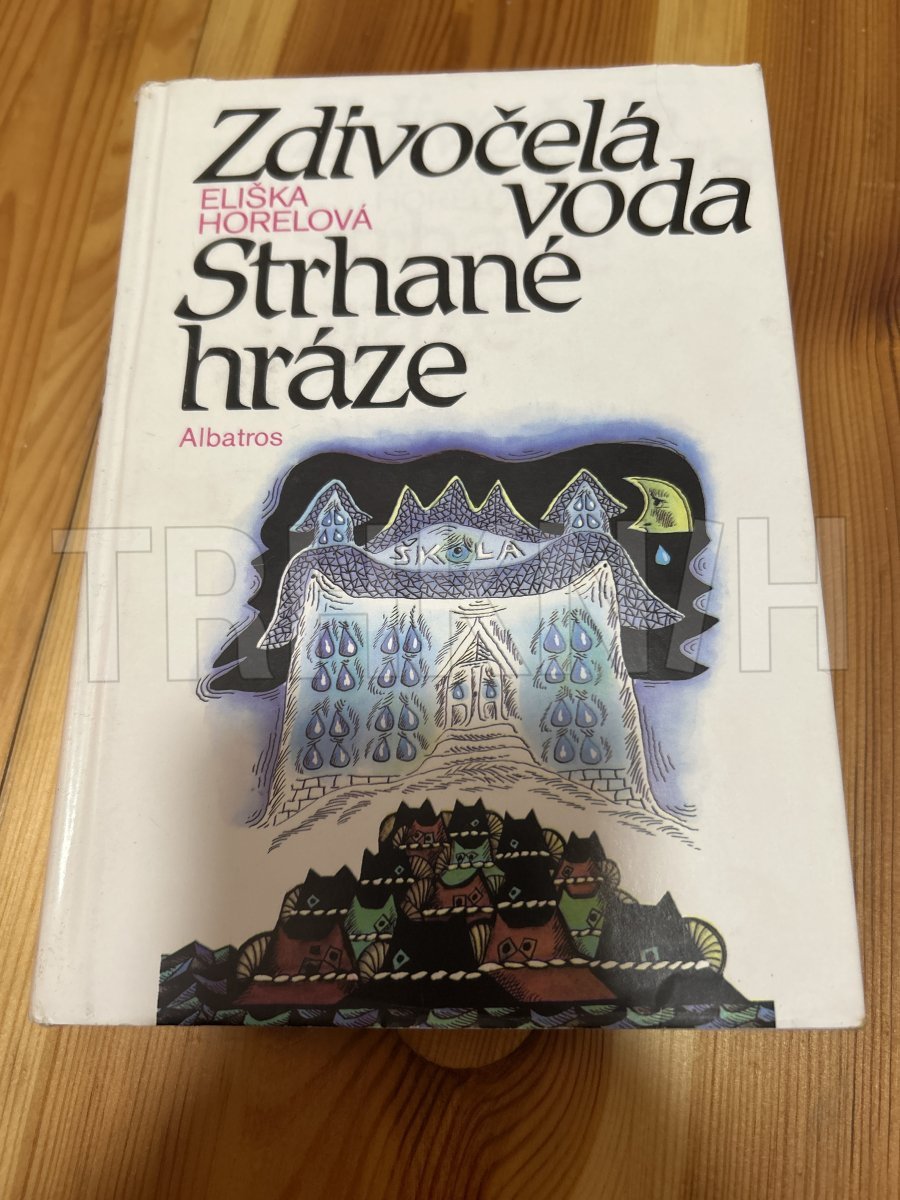 Zdivočelá
voda
ELIŠKA
HORELOVÁ
Strhané
hráze
Albatros
ŠKOLA